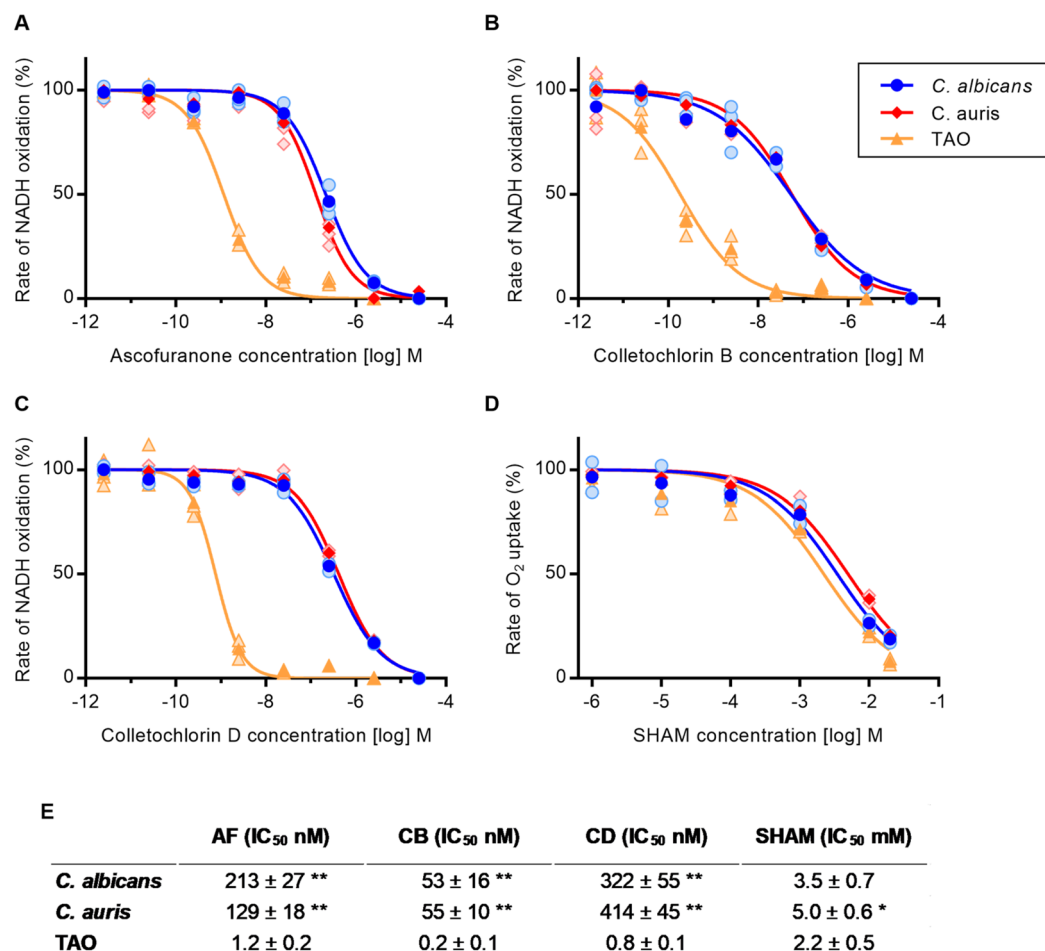 A
Rate of NADH oxidation (%)
100
50
0
-12 -10 -8 -6 -4
Ascofuranone concentration [log] M
B
Rate of NADH oxidation (%)
100
50
0
-12 -10 -8 -6 -4
Colletochlorin B concentration [log] M
C. albicans
C. auris
TAO
C
Rate of NADH oxidation (%)
100
50
0
-12 -10 -8 -6 -4
Colletochlorin D concentration [log] M
D
Rate of O₂ uptake (%)
100
50
0
-6 -5 -4 -3 -2 -1
SHAM concentration [log] M
E
AF (IC₅₀ nM) CB (IC₅₀ nM) CD (IC₅₀ nM) SHAM (IC₅₀ mM)
C. albicans 213 ± 27 ** 53 ± 16 ** 322 ± 55 ** 3.5 ± 0.7
C. auris 129 ± 18 ** 55 ± 10 ** 414 ± 45 ** 5.0 ± 0.6 *
TAO 1.2 ± 0.2 0.2 ± 0.1 0.8 ± 0.1 2.2 ± 0.5